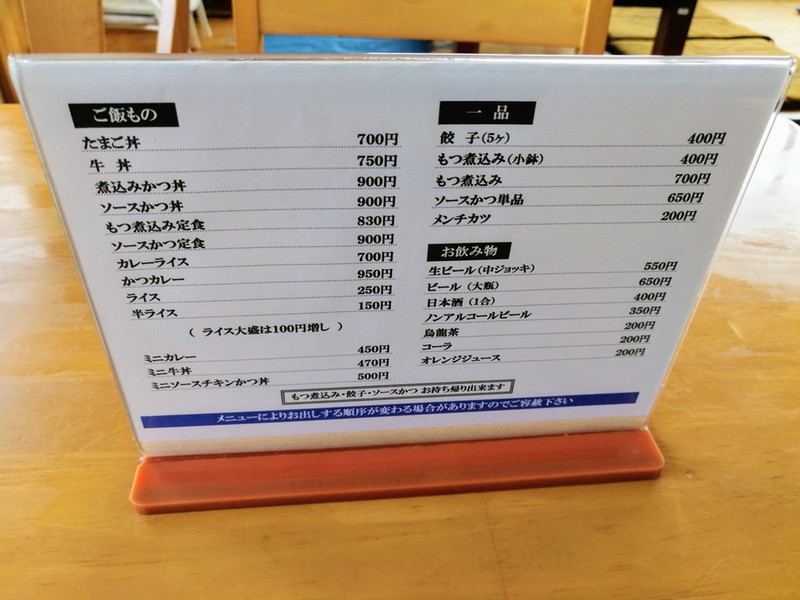 ご飯もの
たまご丼 700円
牛 丼 750円
煮込みかつ丼 900円
ソースかつ丼 900円
もつ煮込み定食 830円
ソースかつ定食 900円
カレーライス 700円
かつカレー 950円
ライス 250円
半ライス 150円
( ライス大盛は100円増し )
ミニカレー 450円
ミニ牛丼 470円
ミニソースチキンかつ丼 500円
一 品
餃 子(5ヶ) 400円
もつ煮込み(小鉢) 400円
もつ煮込み 700円
ソースかつ単品 650円
メンチカツ 200円
お飲み物
生ビール(中ジョッキ) 550円
ビール (大瓶) 650円
日本酒 (1合) 400円
ノンアルコールビール 350円
烏龍茶 200円
コーラ 200円
オレンジジュース 200円
もつ煮込み・餃子・ソースかつ お持ち帰り出来ます
メニューによりお出しする順序が変わる場合がありますのでご容赦下さい